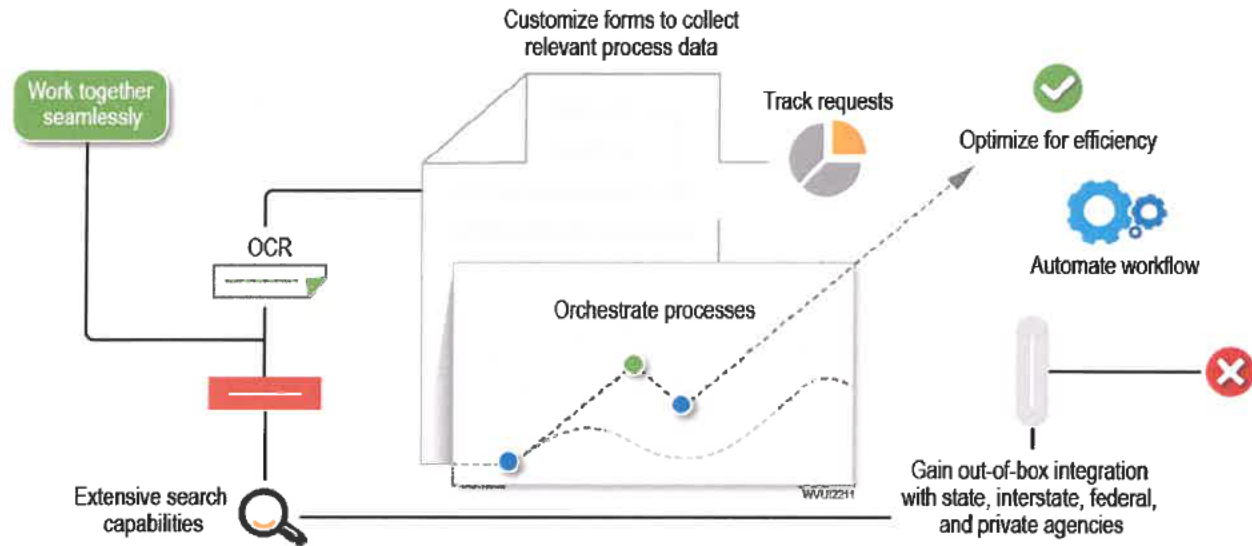 Customize forms to collect
relevant process data
Work together
seamlessly
Track requests
Optimize for efficiency
OCR
Automate workflow
Orchestrate processes
Extensive search
capabilities
Gain out-of-box integration
with state, interstate, federal,
and private agencies